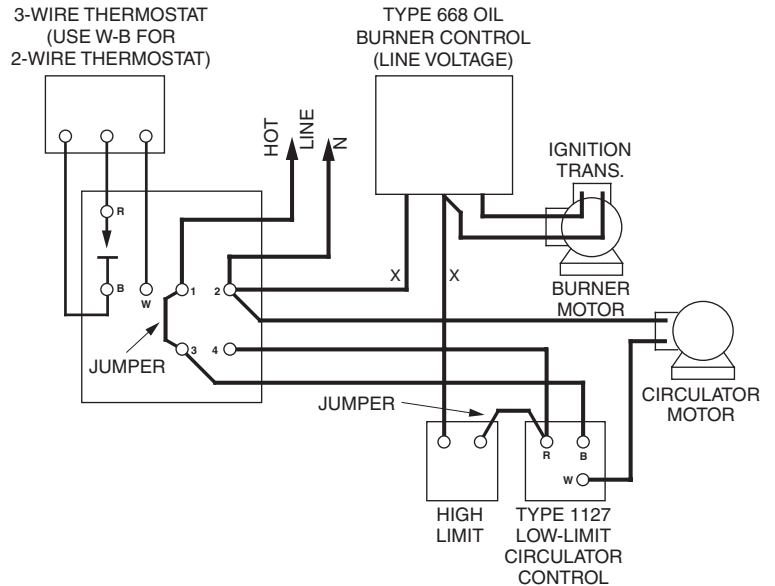 3-WIRE THERMOSTAT
(USE W-B FOR
2-WIRE THERMOSTAT)
TYPE 668 OIL
BURNER CONTROL
(LINE VOLTAGE)
HOT
LINE
N
IGNITION
TRANS.
R
B
W
1
2
X
X
BURNER
MOTOR
3
4
JUMPER
CIRCULATOR
MOTOR
JUMPER
R
B
W
HIGH
LIMIT
TYPE 1127
LOW-LIMIT
CIRCULATOR
CONTROL